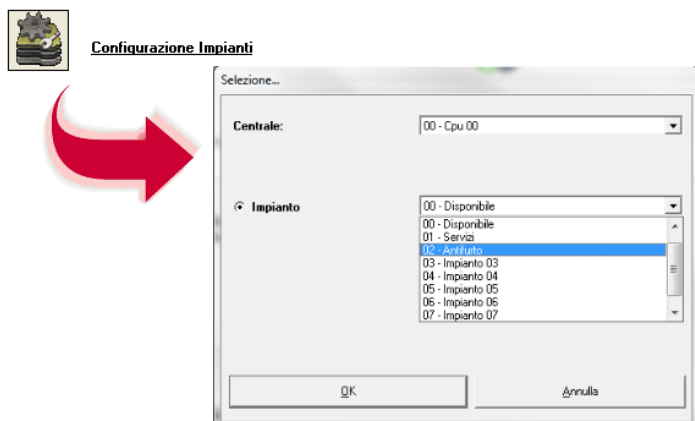 Configurazione Impianti
Selezione...
Centrale:
00 - Cpu 00
Impianto
00 - Disponibile
00 - Disponibile
01 - Servizi
02 - Antifurto
03 - Impianto 03
04 - Impianto 04
05 - Impianto 05
06 - Impianto 06
07 - Impianto 07
OK
Annulla